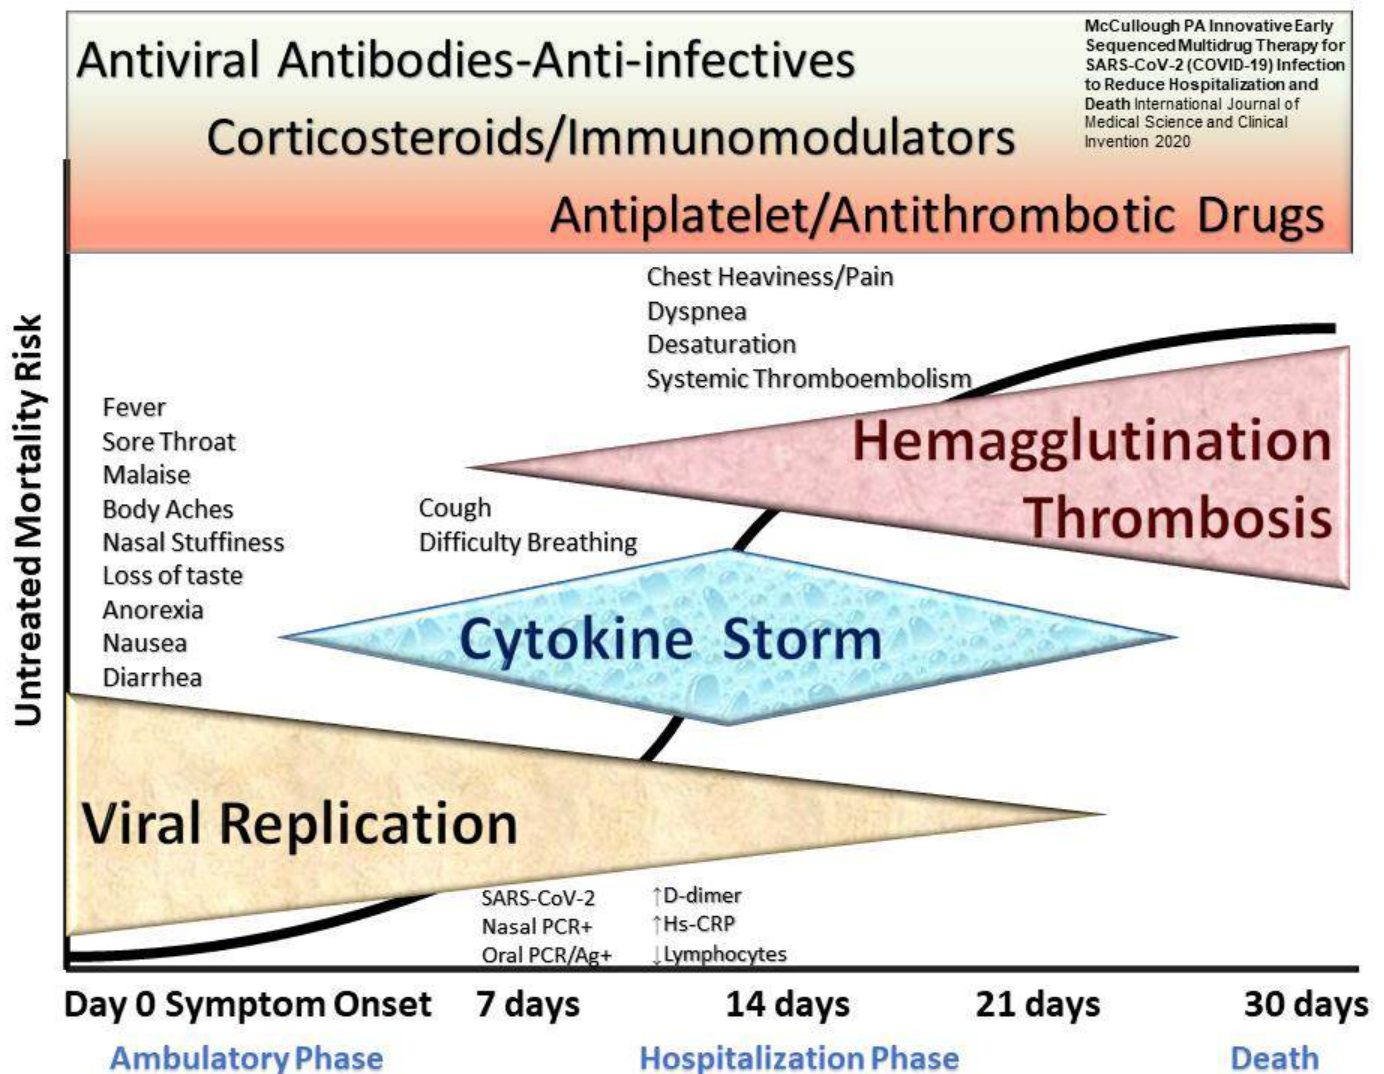 Antiviral Antibodies-Anti-infectives
Corticosteroids/Immunomodulators
Antiplatelet/Antithrombotic Drugs
McCullough PA Innovative Early
Sequenced Multidrug Therapy for
SARS-CoV-2 (COVID-19) Infection
to Reduce Hospitalization and
Death International Journal of
Medical Science and Clinical
Invention 2020
Untreated Mortality Risk
Chest Heaviness/Pain
Dyspnea
Desaturation
Systemic Thromboembolism
Fever
Sore Throat
Malaise
Body Aches
Nasal Stuffiness
Loss of taste
Anorexia
Nausea
Diarrhea
Cough
Difficulty Breathing
Hemagglutination
Thrombosis
Cytokine Storm
Viral Replication
SARS-CoV-2
Nasal PCR+
Oral PCR/Ag+
↑D-dimer
↑Hs-CRP
↓Lymphocytes
Day 0 Symptom Onset 7 days 14 days 21 days 30 days
Ambulatory Phase Hospitalization Phase Death